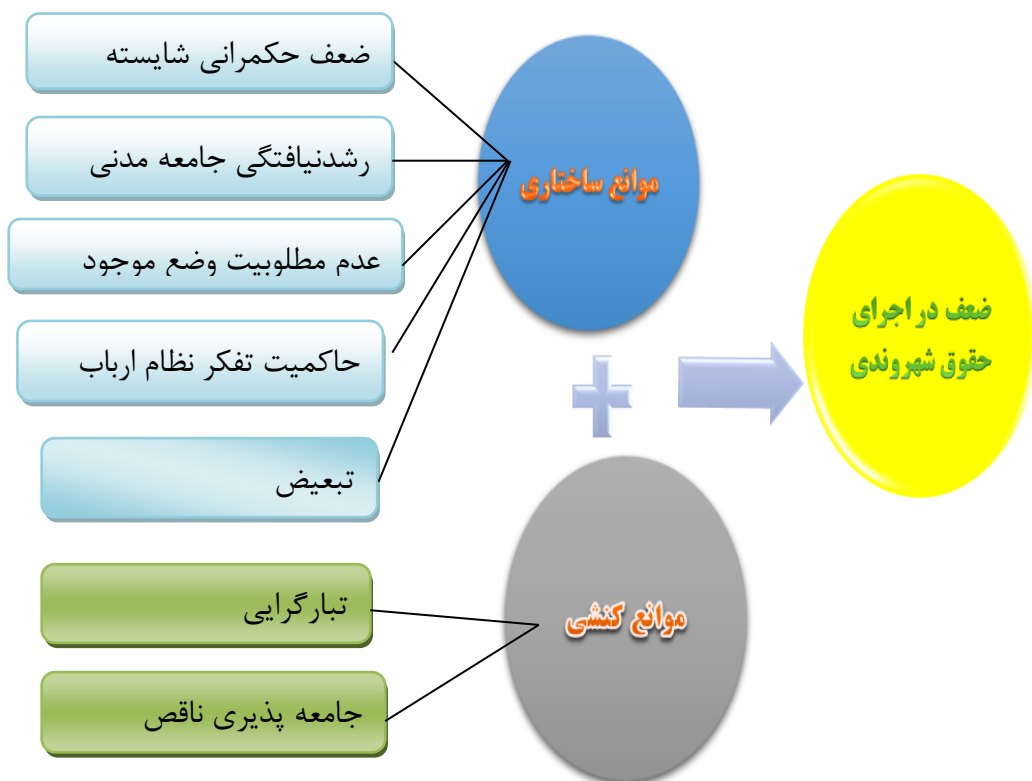 ضعف حکمرانی شایسته
رشدنیافتگی جامعه مدنی
عدم مطلوبیت وضع موجود
حاکمیت تفکر نظام ارباب
تبعیض
تبارگرایی
جامعه پذیری ناقص
موانع ساختاری
موانع کنشی
ضعف در اجرای
حقوق شهروندی